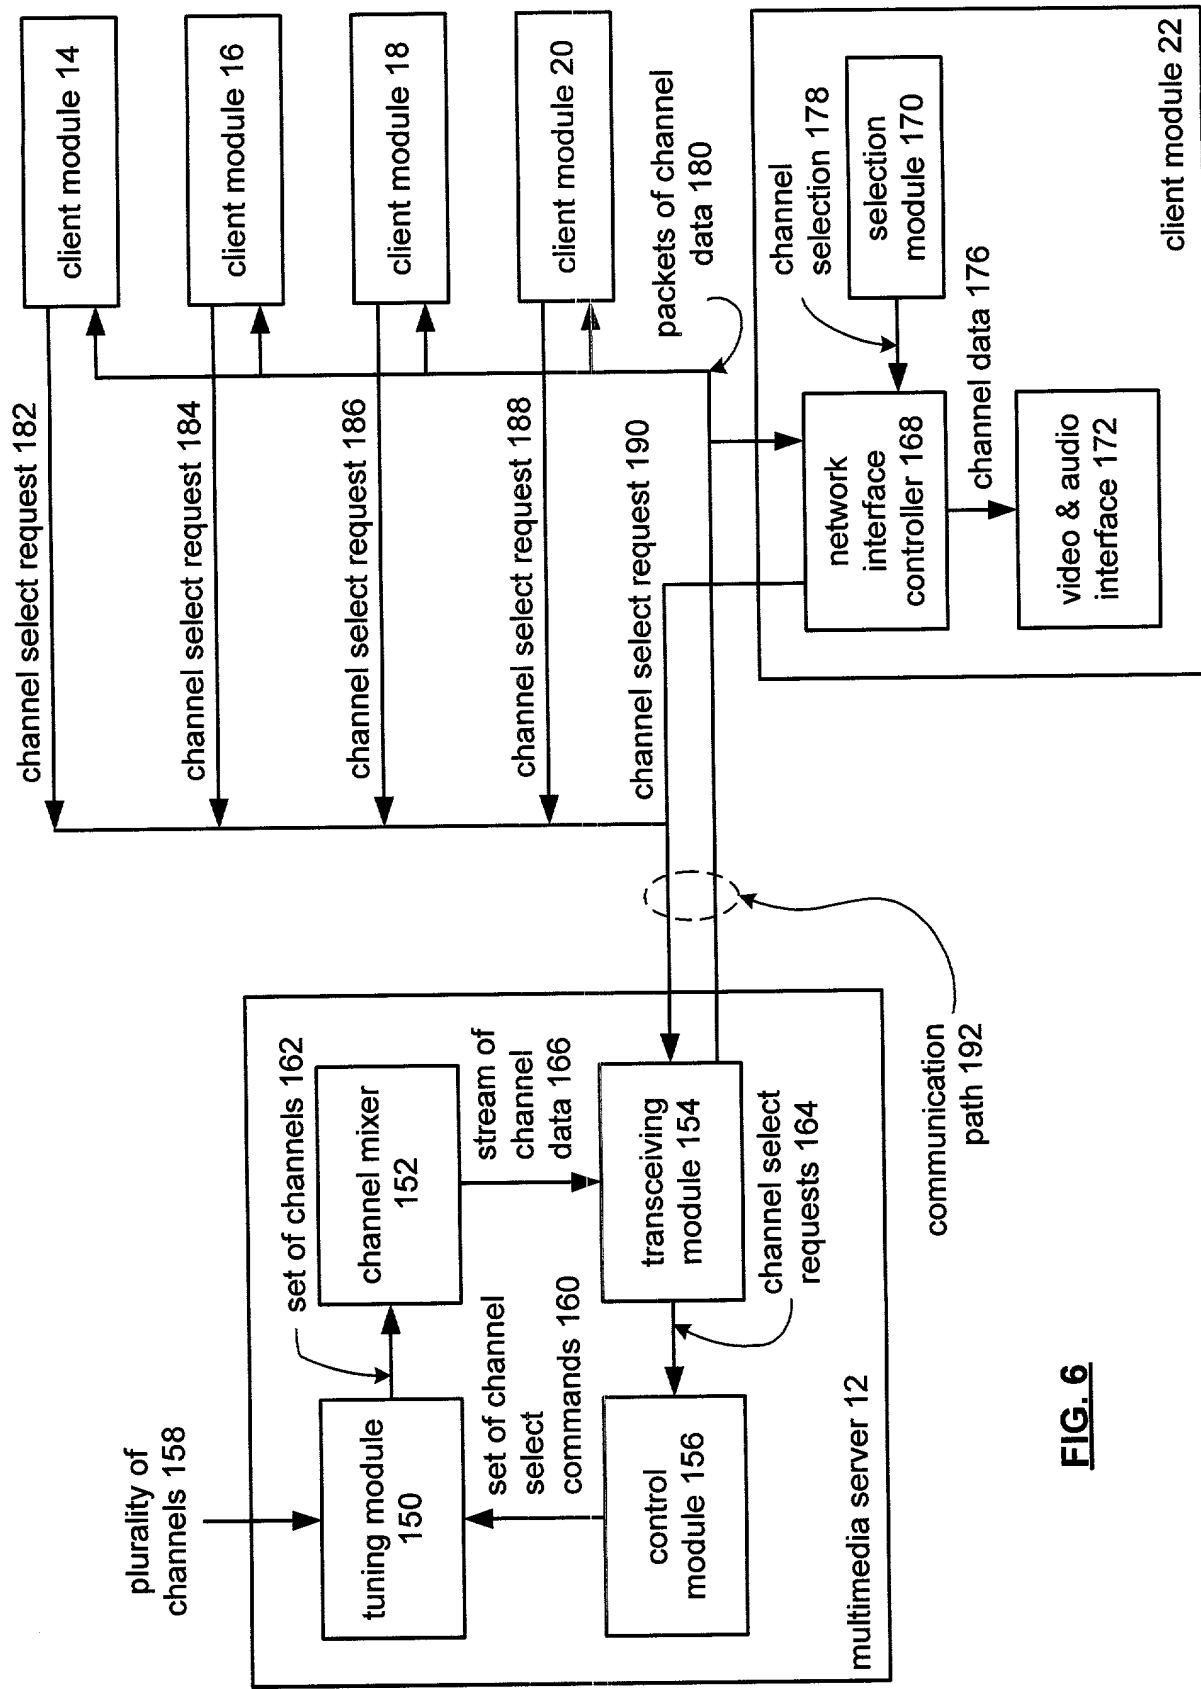 plurality of
channels 158
tuning module
150
set of channels 162
channel mixer
152
set of channel
select
commands 160
stream of
channel
data 166
control
module 156
transceiving
module 154
channel select
requests 164
multimedia server 12
communication
path 192
channel select request 182
channel select request 184
channel select request 186
channel select request 188
channel select request 190
client module 14
client module 16
client module 18
client module 20
packets of channel
data 180
channel
selection 178
selection
module 170
network
interface
controller 168
channel data 176
video & audio
interface 172
client module 22
FIG. 6